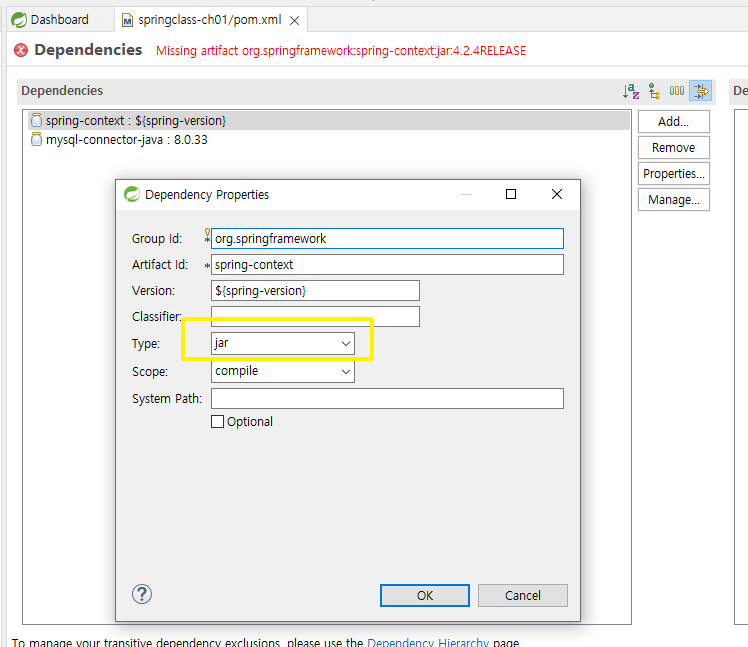 Dashboard
springclass-ch01/pom.xml
Dependencies
Missing artifact org.springframework:spring-context:jar:4.2.4RELEASE
Dependencies
De
spring-context : ${spring-version}
mysql-connector-java : 8.0.33
Add...
Remove
Properties...
Manage...
Dependency Properties
Group Id:
org.springframework
Artifact Id:
spring-context
Version:
${spring-version}
Classifier:
Type:
jar
Scope:
compile
System Path:
Optional
OK
Cancel
To manage your transitive dependency exclusions, please use the Dependency Hierarchy page